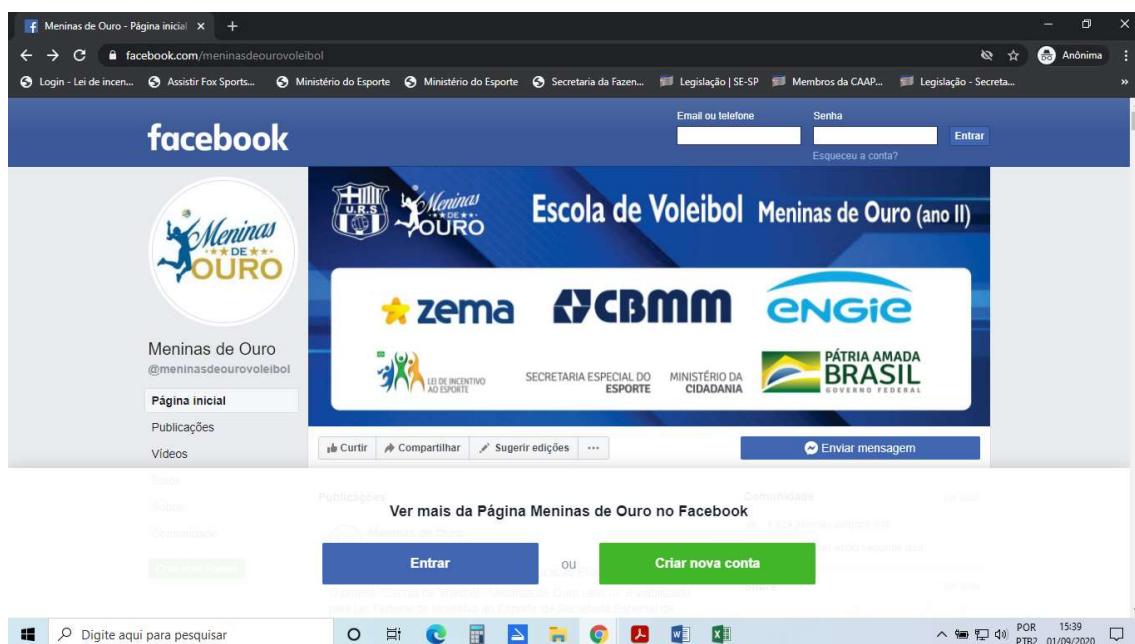 Meninas de Ouro - Página inicial
facebook.com/meninasdeourovoleibol
Anônima
Login - Lei de incen...
Assistir Fox Sports...
Ministério do Esporte
Ministério do Esporte
Secretaria da Fazen...
Legislação | SE-SP
Membros da CAAP...
Legislação - Secreta...
»
facebook
Email ou telefone
Senha
Entrar
Esqueceu a conta?
Meninas
DE
OURO
U.R.S
Meninas
DE
OURO
Escola de Voleibol Meninas de Ouro (ano II)
zema
CBMM
ENGIE
LEI DE INCENTIVO
AO ESPORTE
SECRETARIA ESPECIAL DO
ESPORTE
MINISTÉRIO DA
CIDADANIA
PÁTRIA AMADA
BRASIL
GOVERNO FEDERAL
Meninas de Ouro
@meninasdeourovoleibol
Página inicial
Publicações
Vídeos
Curtir
Compartilhar
Sugerir edições
Enviar mensagem
Fotos
Sobre
Comunidade
Publicações
Comunidade
Meninas de Ouro
Ver mais da Página Meninas de Ouro no Facebook
Entrar
ou
Criar nova conta
Digite aqui para pesquisar
POR
PTB2
15:39
01/09/2020